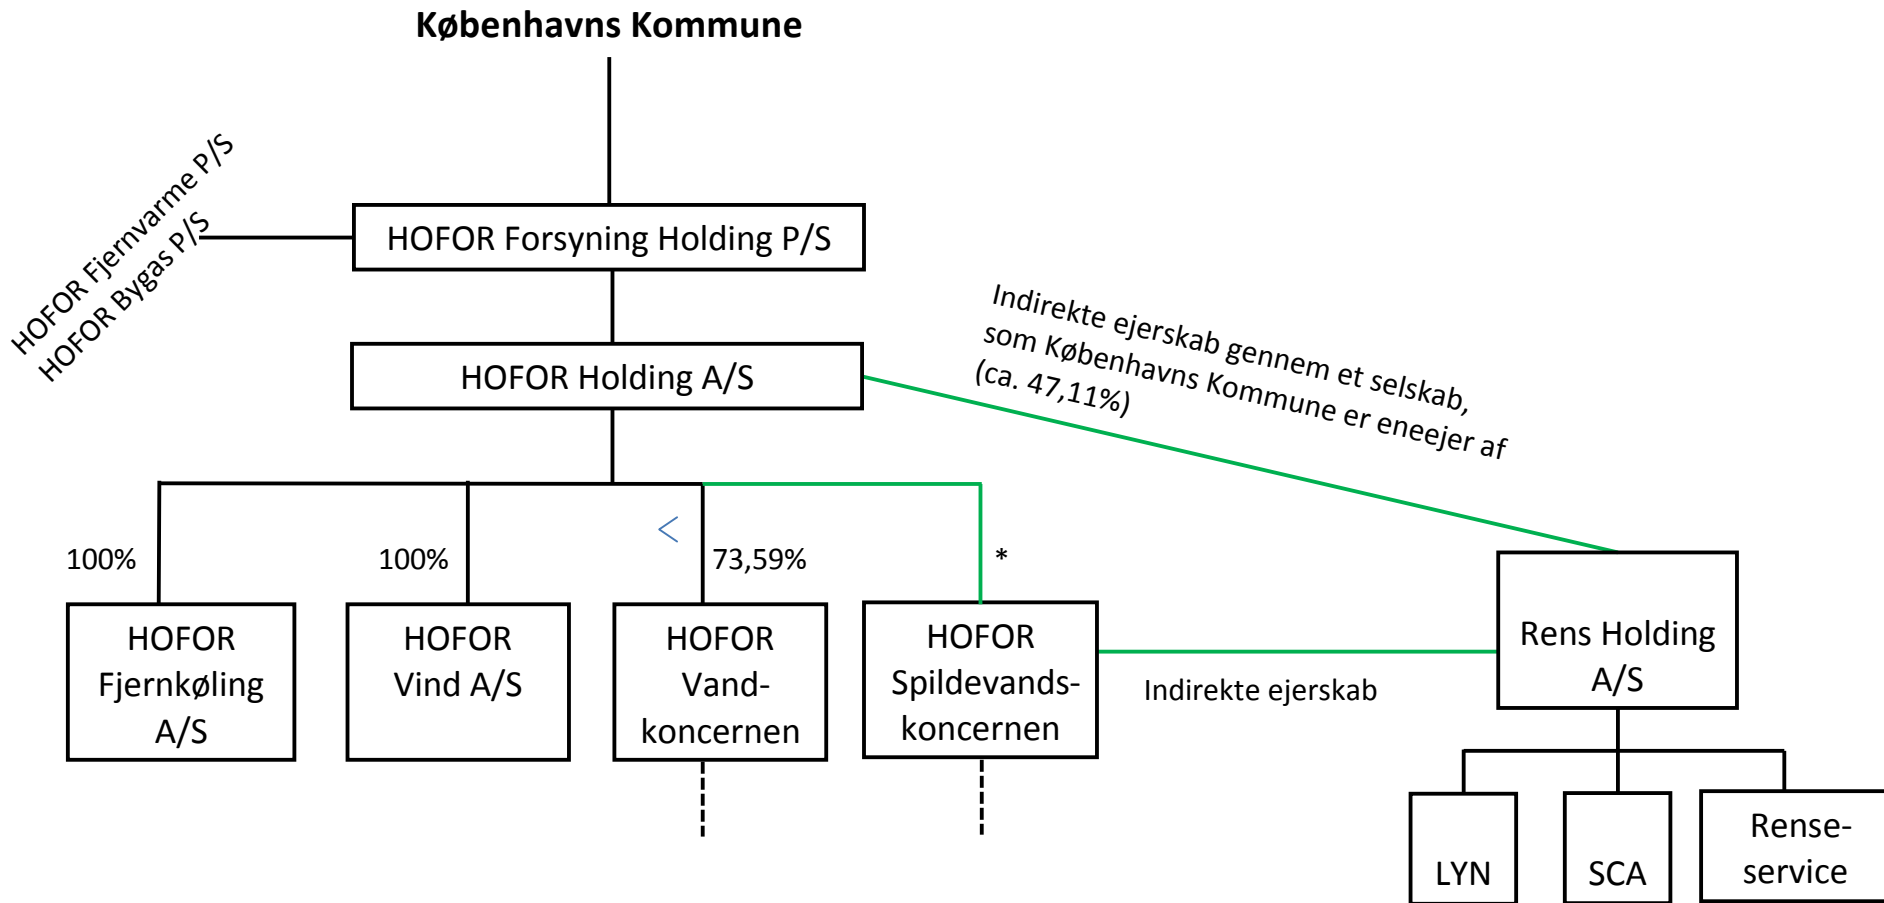 Københavns Kommune
HOFOR Fjernvarme P/S
HOFOR Bygas P/S
HOFOR Forsyning Holding P/S
HOFOR Holding A/S
Indirekte ejerskab gennem et selskab,
som Københavns Kommune er eneejer af
(ca. 47,11%)
100%
100%
73,59%
*
HOFOR
Fjernkøling
A/S
HOFOR
Vind A/S
HOFOR
Vand-
koncernen
HOFOR
Spildevands-
koncernen
Indirekte ejerskab
Rens Holding
A/S
LYN
SCA
Rense-
service